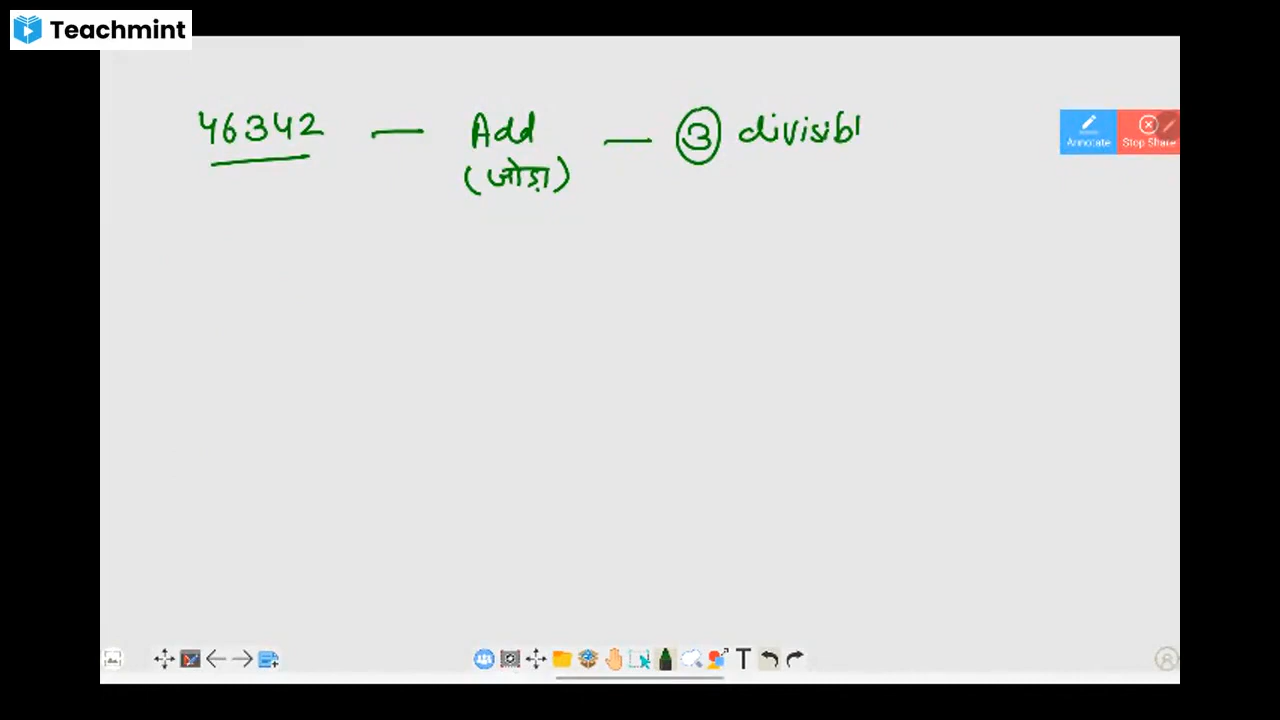 Teachmint
46342 — Add — 3 divisibl
(जोड़ा)
Annotate
Stop Share
T